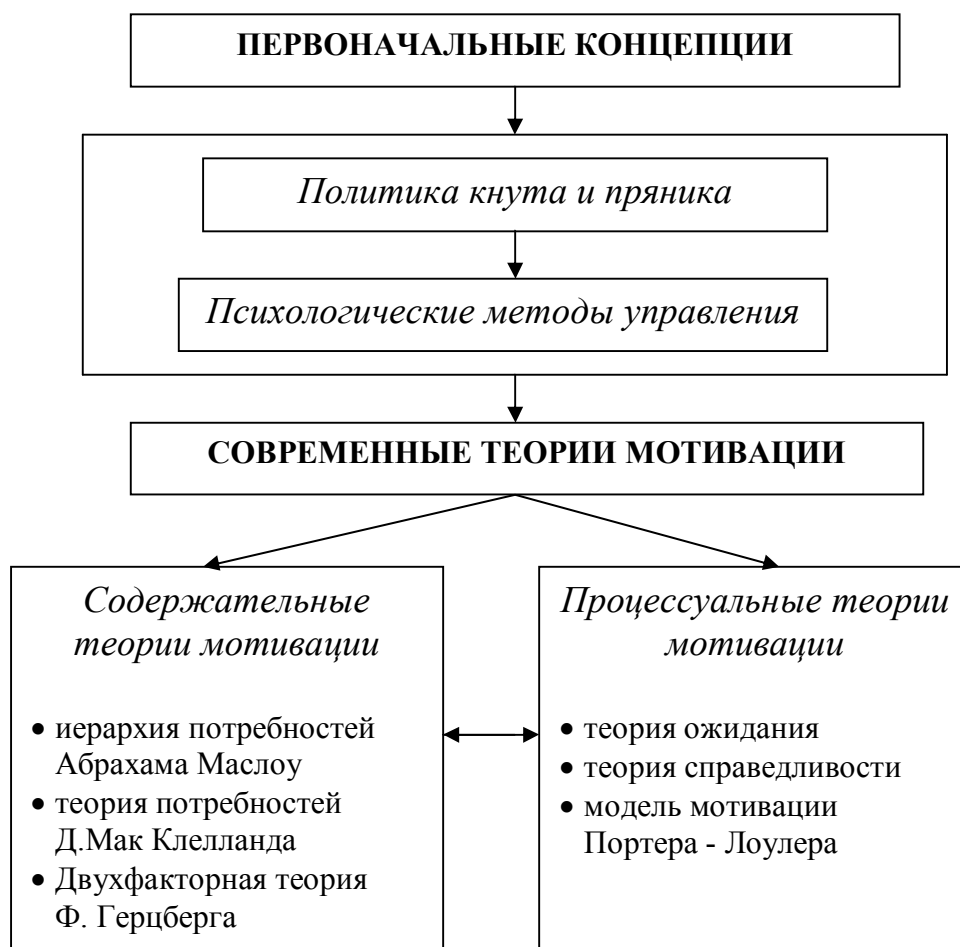 ПЕРВОНАЧАЛЬНЫЕ КОНЦЕПЦИИ
Политика кнута и пряника
Психологические методы управления
СОВРЕМЕННЫЕ ТЕОРИИ МОТИВАЦИИ
Содержательные
теории мотивации
• иерархия потребностей
Абрахама Маслоу
• теория потребностей
Д.Мак Клелланда
• Двухфакторная теория
Ф. Герцберга
Процессуальные теории
мотивации
• теория ожидания
• теория справедливости
• модель мотивации
Портера - Лоулера